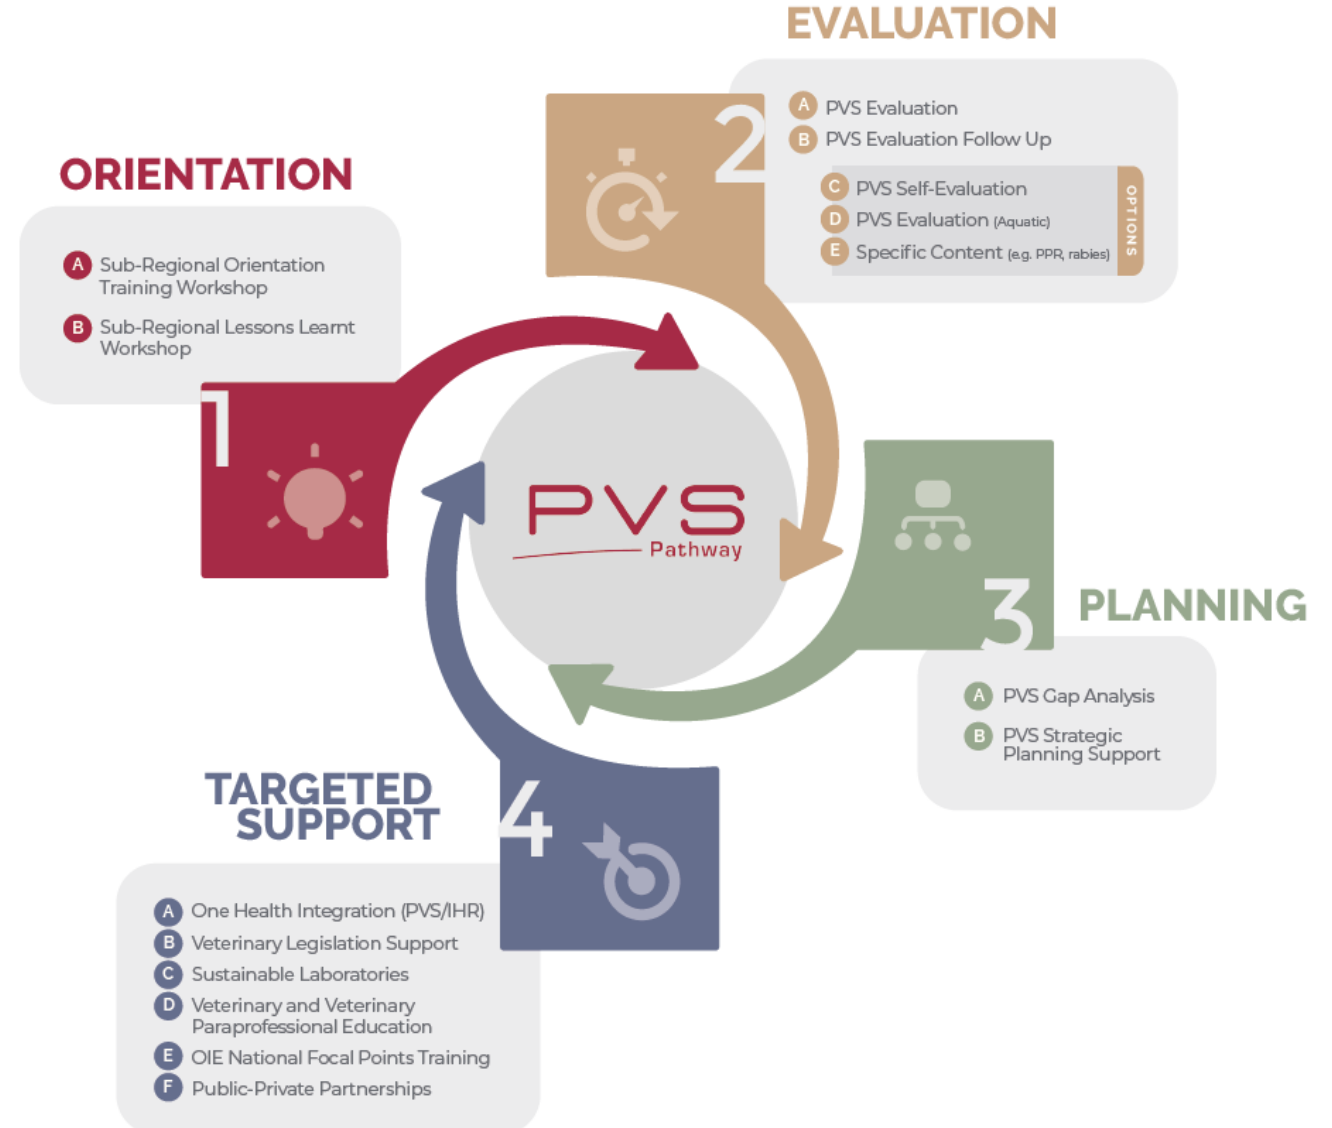 ORIENTATION
1
A Sub-Regional Orientation
Training Workshop
B Sub-Regional Lessons Learnt
Workshop
EVALUATION
2
A PVS Evaluation
B PVS Evaluation Follow Up
C PVS Self-Evaluation
D PVS Evaluation (Aquatic)
E Specific Content (e.g. PPR, rabies)
OPTIONS
PVS
Pathway
3
PLANNING
A PVS Gap Analysis
B PVS Strategic
Planning Support
TARGETED
SUPPORT
4
A One Health Integration (PVS/IHR)
B Veterinary Legislation Support
C Sustainable Laboratories
D Veterinary and Veterinary
Paraprofessional Education
E OIE National Focal Points Training
F Public-Private Partnerships